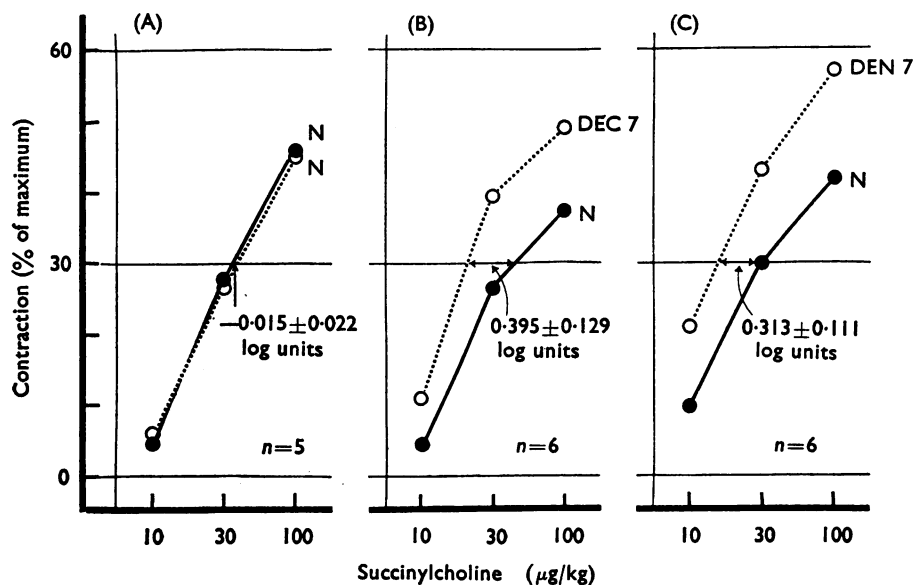 (A)
(B)
(C)
60
30
0
Contraction (% of maximum)
N
N
—0·015±0·022
log units
n=5
DEC 7
N
0·395±0·129
log units
n=6
DEN 7
N
0·313±0·111
log units
n=6
10 30 100
10 30 100
10 30 100
Succinylcholine (μg/kg)